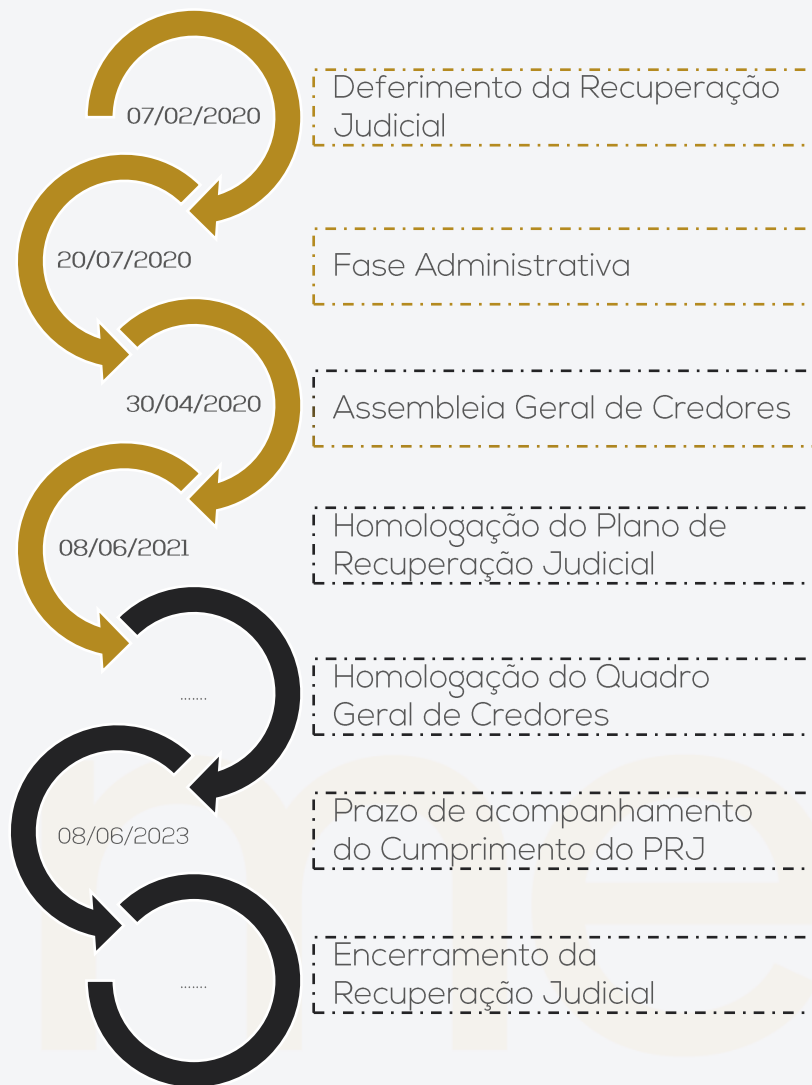 07/02/2020
Deferimento da Recuperação
Judicial
20/07/2020
Fase Administrativa
30/04/2020
Assembleia Geral de Credores
08/06/2021
Homologação do Plano de
Recuperação Judicial
.......
Homologação do Quadro
Geral de Credores
08/06/2023
Prazo de acompanhamento
do Cumprimento do PRJ
.......
Encerramento da
Recuperação Judicial
me